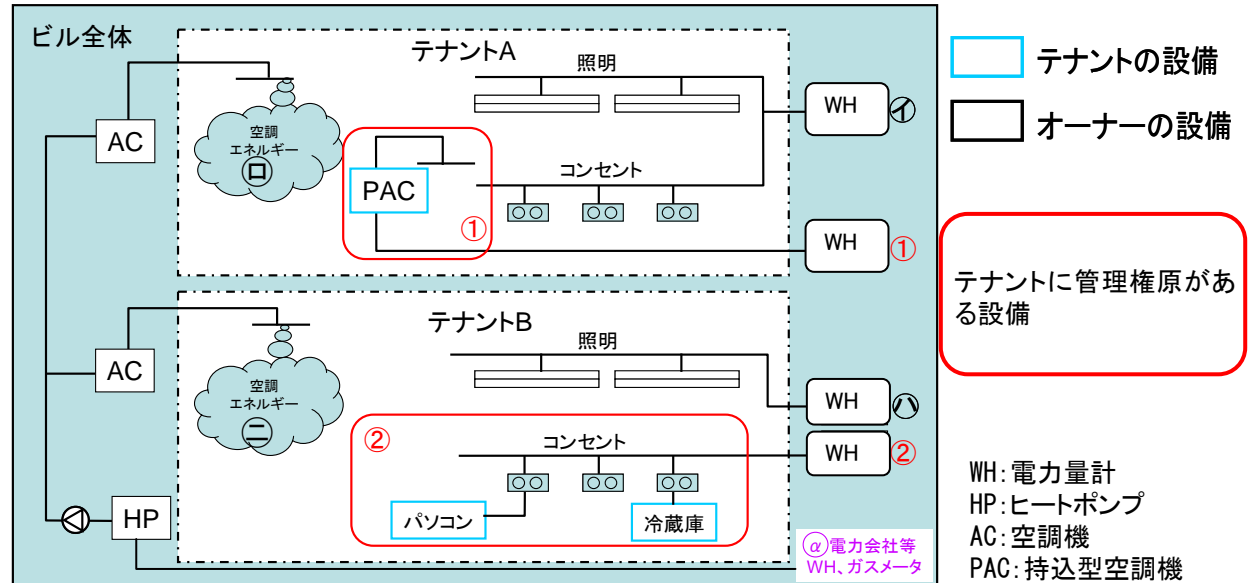 ビル全体
テナントA
照明
AC
空調
エネルギー
ロ
PAC
①
コンセント
WH
イ
WH
①
テナントB
照明
AC
空調
エネルギー
ニ
②
コンセント
パソコン
冷蔵庫
WH
ハ
WH
②
HP
α電力会社等
WH、ガスメータ
テナントの設備
オーナーの設備
テナントに管理権原があ
る設備
WH:電力量計
HP:ヒートポンプ
AC:空調機
PAC:持込型空調機